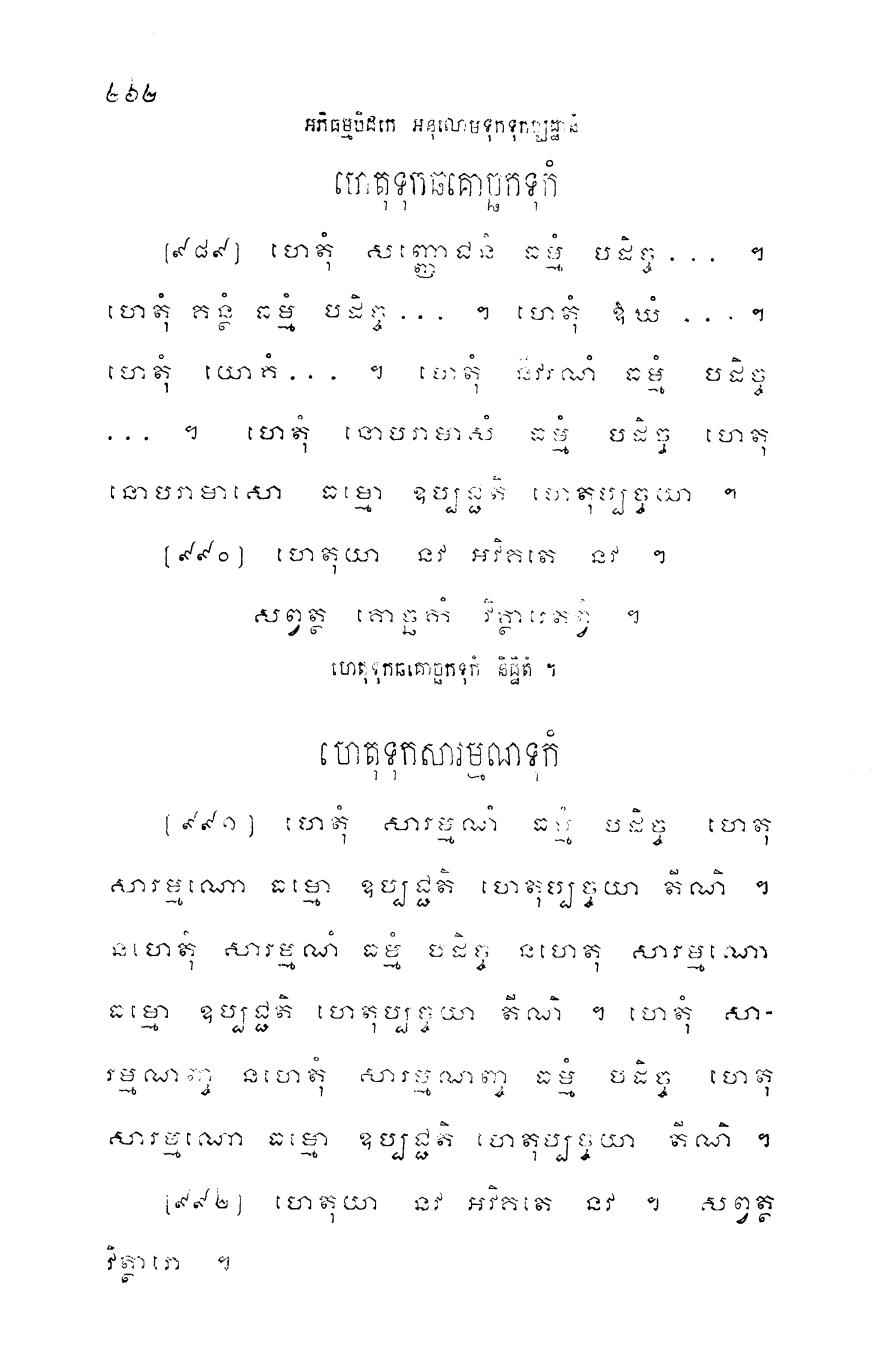 ២៦២
អភិធម្មបិដកេ អនុលោមទុកទុកប្បដ្ឋានំ
ហេតុទុកឆគោច្ឆកទុកំ
[៩៨៩] ហេតុំ សញ្ញោជនំ ធម្មំ បដិច្ច... ។
ហេតុំ គន្ថំ ធម្មំ បដិច្ច... ។ ហេតុំ ឱឃំ ... ។
ហេតុំ យោគំ... ។ ហេតុំ នីវរណំ ធម្មំ បដិច្ច
... ។ ហេតុំ នោបរាមាសំ ធម្មំ បដិច្ច ហេតុ
នោបរាមាសោ ធម្មោ ឧប្បជ្ជតិ ហេតុប្បច្ចយា ។
[៩៩០] ហេតុយា នវ អវិគតេ នវ ។
សព្វត្ថ គោច្ឆកំ វិត្ថារេតព្វំ ។
ហេតុទុកឆគោច្ឆកទុកំ និដ្ឋិតំ ។
ហេតុទុកសារម្មណទុកំ
[៩៩១] ហេតុំ សារម្មណំ ធម្មំ បដិច្ច ហេតុ
សារម្មណោ ធម្មោ ឧប្បជ្ជតិ ហេតុប្បច្ចយា តីណិ ។
នហេតុំ សារម្មណំ ធម្មំ បដិច្ច នហេតុ សារម្មណោ
ធម្មោ ឧប្បជ្ជតិ ហេតុប្បច្ចយា តីណិ ។ ហេតុំ សា-
រម្មណញ្ច នហេតុំ សារម្មណញ្ច ធម្មំ បដិច្ច ហេតុ
សារម្មណោ ធម្មោ ឧប្បជ្ជតិ ហេតុប្បច្ចយា តីណិ ។
[៩៩២] ហេតុយា នវ អវិគតេ នវ ។ សព្វត្ថ
វិត្ថារោ ។